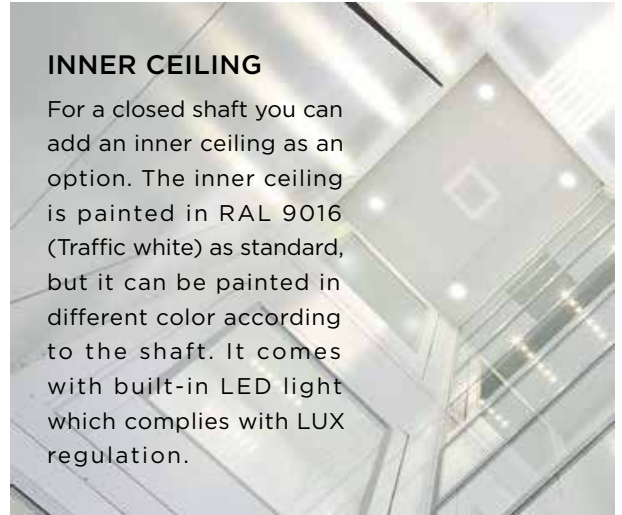 INNER CEILING
For a closed shaft you can
add an inner ceiling as an
option. The inner ceiling
is painted in RAL 9016
(Traffic white) as standard,
but it can be painted in
different color according
to the shaft. It comes
with built-in LED light
which complies with LUX
regulation.